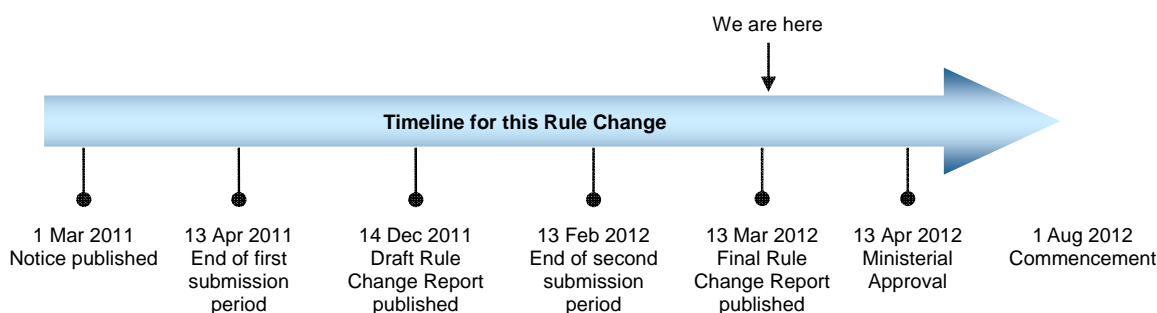 We are here
Timeline for this Rule Change
1 Mar 2011
Notice published
13 Apr 2011
End of first
submission
period
14 Dec 2011
Draft Rule
Change Report
published
13 Feb 2012
End of second
submission
period
13 Mar 2012
Final Rule
Change Report
published
13 Apr 2012
Ministerial
Approval
1 Aug 2012
Commencement